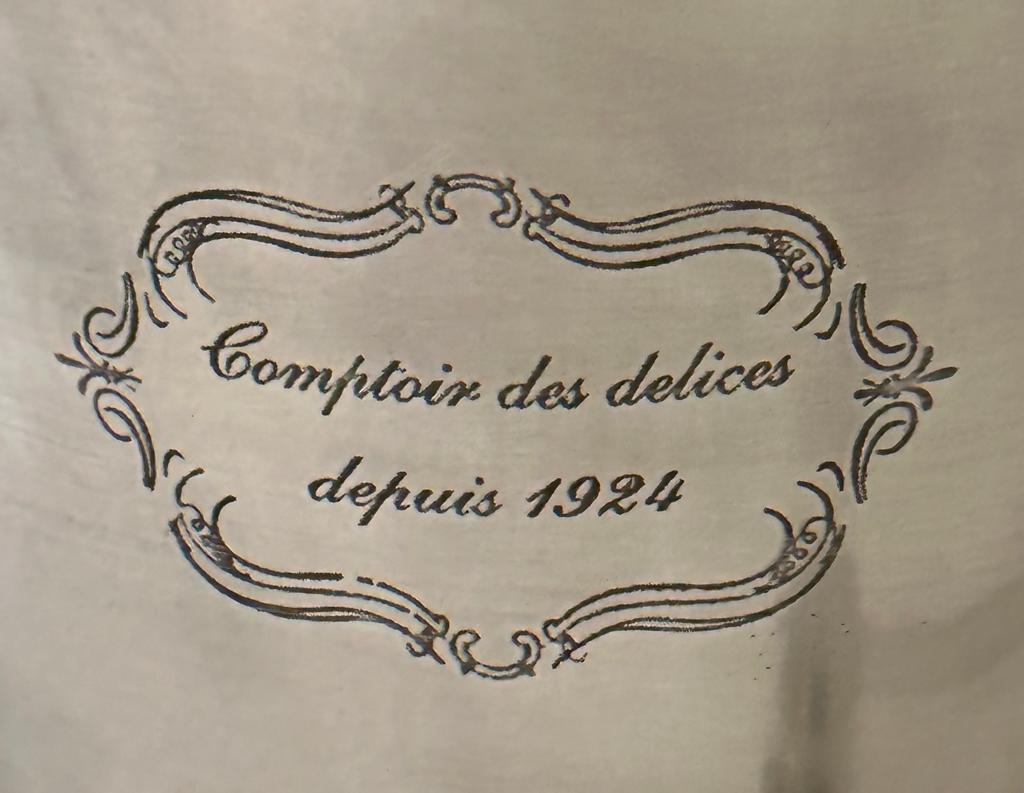 Comptoir des delices
depuis 1924